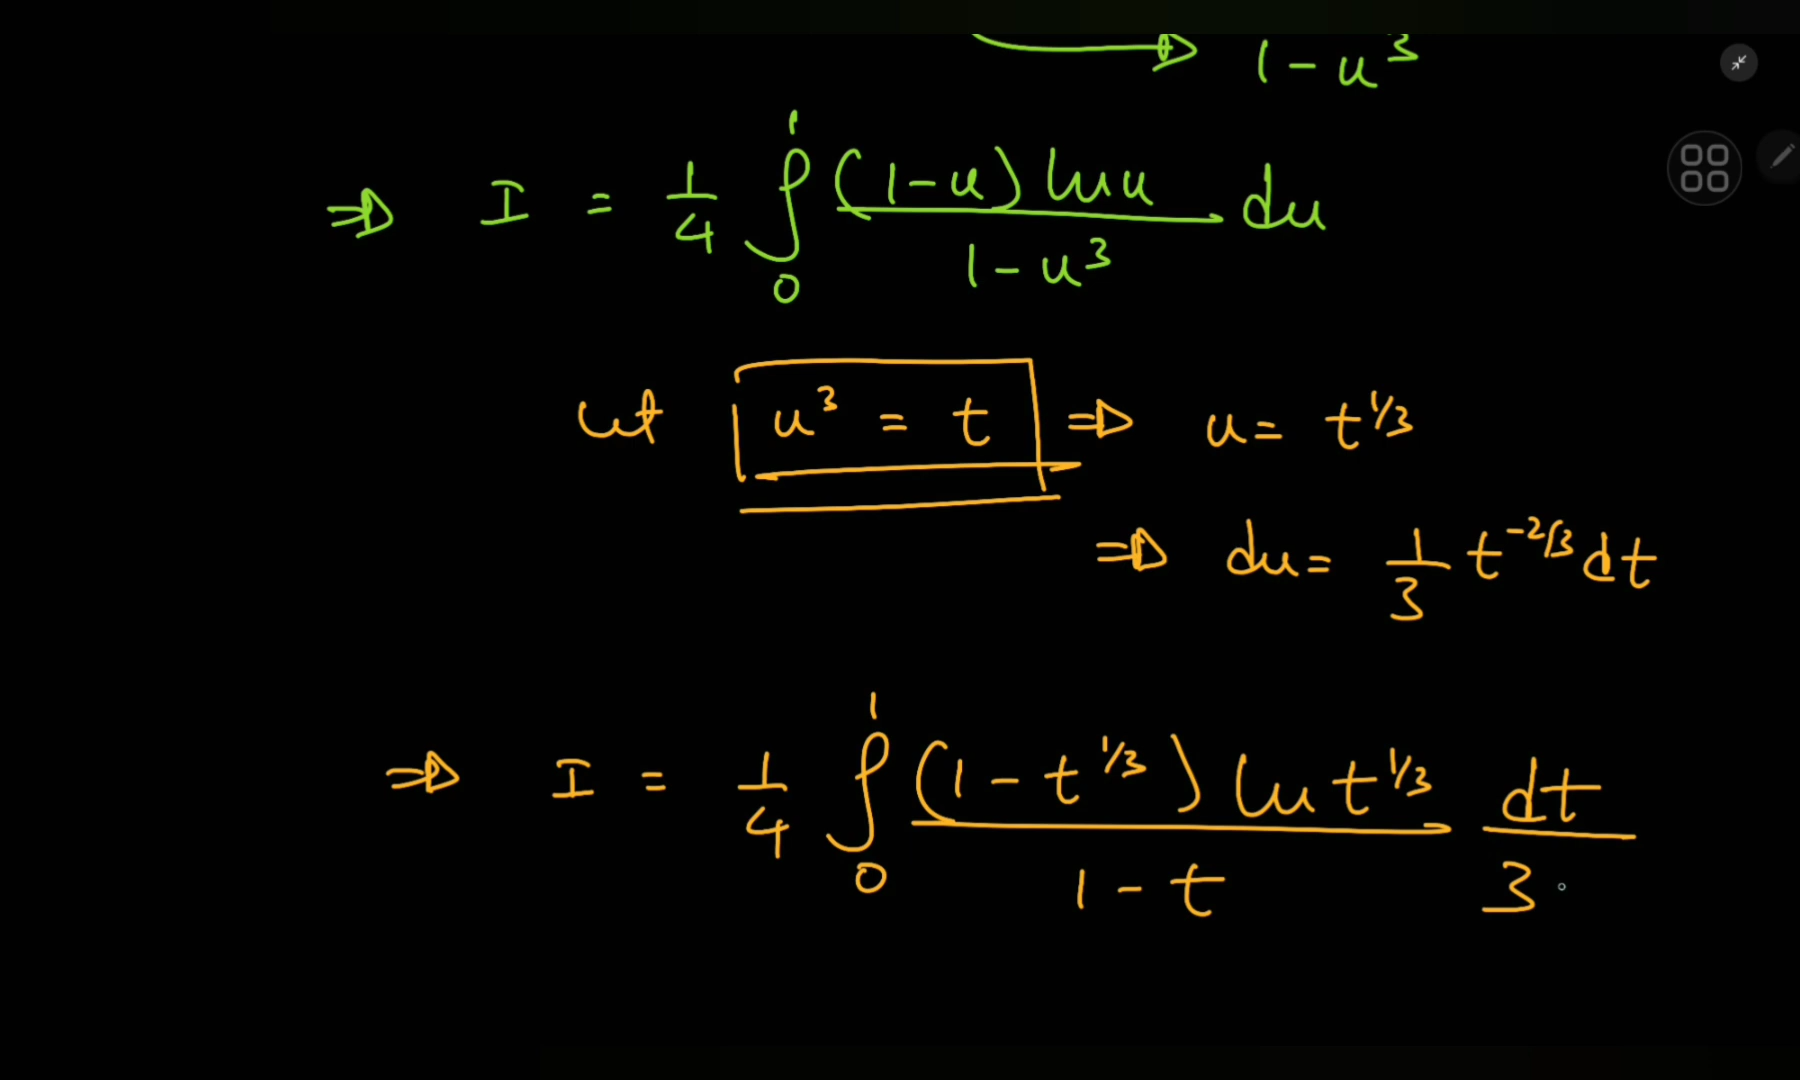 1-u³
⇒ I = 1/4 ∫₀¹ (1-u) ln u / 1-u³ du
let u³ = t ⇒ u = t^1/3
⇒ du = 1/3 t^-2/3 dt
⇒ I = 1/4 ∫₀¹ (1-t^1/3) ln t^1/3 / 1-t dt/3